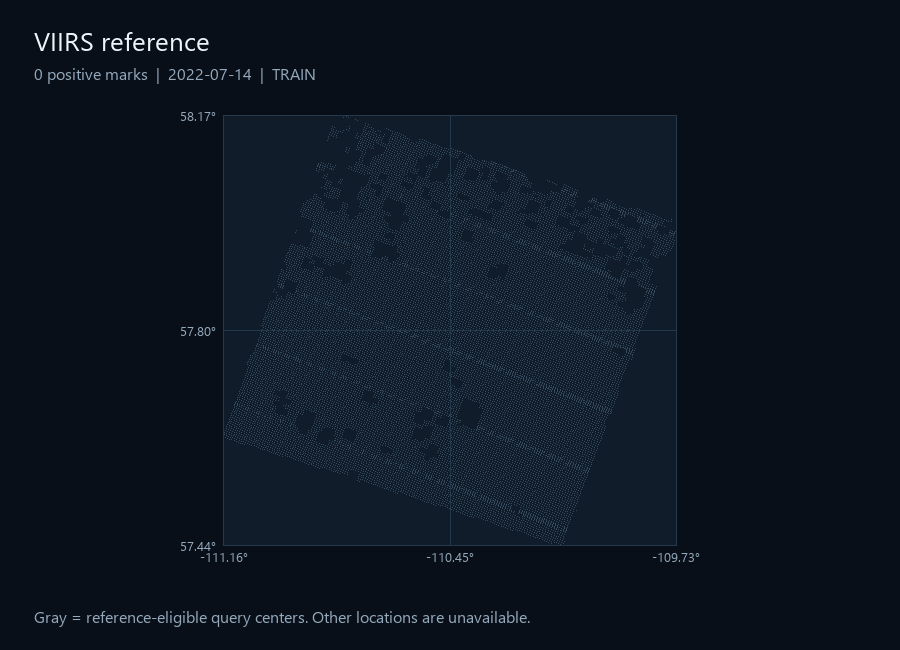 VIIRS reference
0 positive marks | 2022-07-14 | TRAIN
58.17°
57.80°
57.44°
-111.16°
-110.45°
-109.73°
Gray = reference-eligible query centers. Other locations are unavailable.